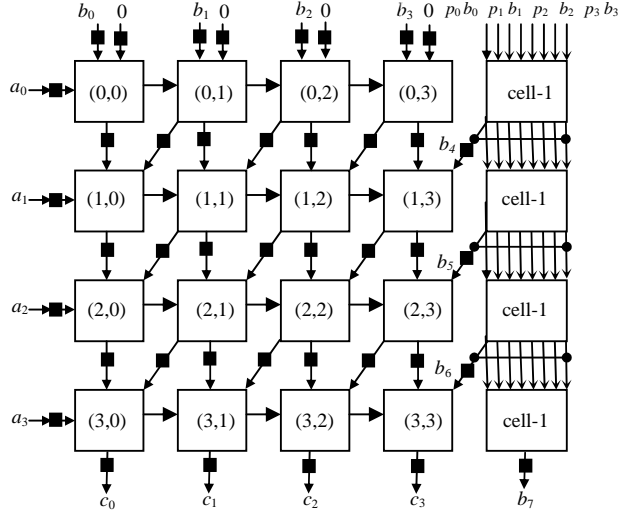 b0 0 b1 0 b2 0 b3 0 p0 b0 p1 b1 p2 b2 p3 b3
a0 (0,0) (0,1) (0,2) (0,3) cell-1
b4
a1 (1,0) (1,1) (1,2) (1,3) cell-1
b5
a2 (2,0) (2,1) (2,2) (2,3) cell-1
b6
a3 (3,0) (3,1) (3,2) (3,3) cell-1
c0 c1 c2 c3 b7